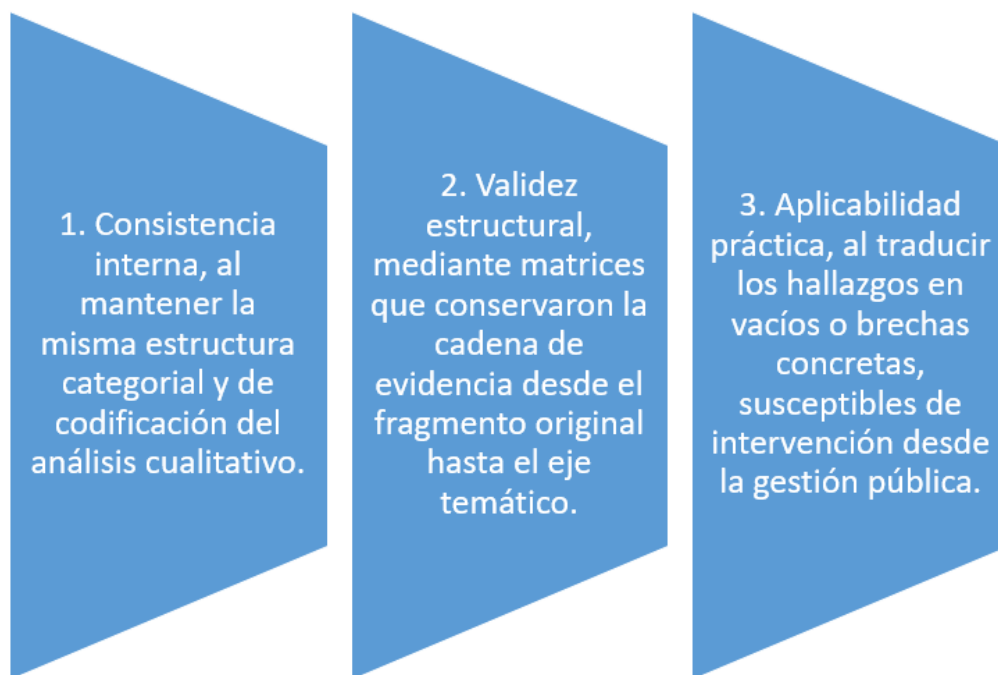 1. Consistencia
interna, al
mantener la
misma estructura
categorial y de
codificación del
análisis cualitativo.
2. Validez
estructural,
mediante matrices
que conservaron la
cadena de
evidencia desde el
fragmento original
hasta el eje
temático.
3. Aplicabilidad
práctica, al traducir
los hallazgos en
vacíos o brechas
concretas,
susceptibles de
intervención desde
la gestión pública.